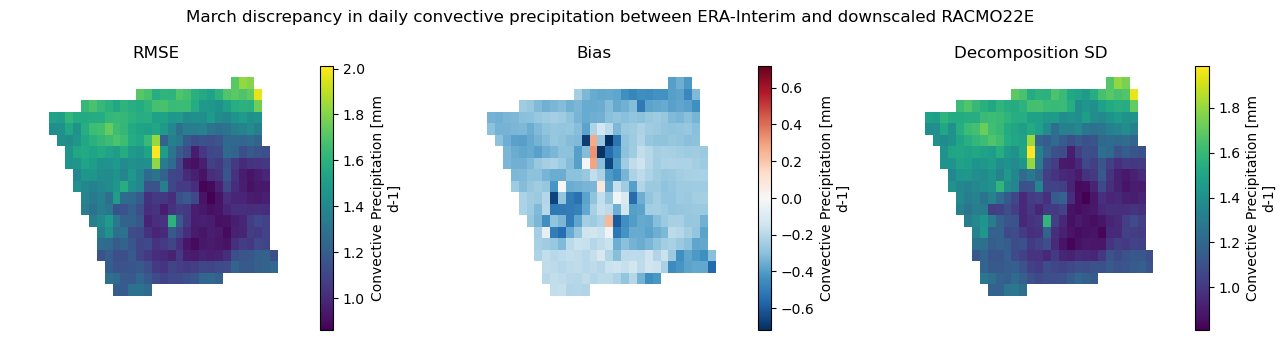 March discrepancy in daily convective precipitation between ERA-Interim and downscaled RACMO22E
RMSE
2.0
1.8
1.6
1.4
1.2
1.0
Convective Precipitation [mm
d-1]
Bias
0.6
0.4
0.2
0.0
−0.2
−0.4
−0.6
Convective Precipitation [mm
d-1]
Decomposition SD
1.8
1.6
1.4
1.2
1.0
Convective Precipitation [mm
d-1]